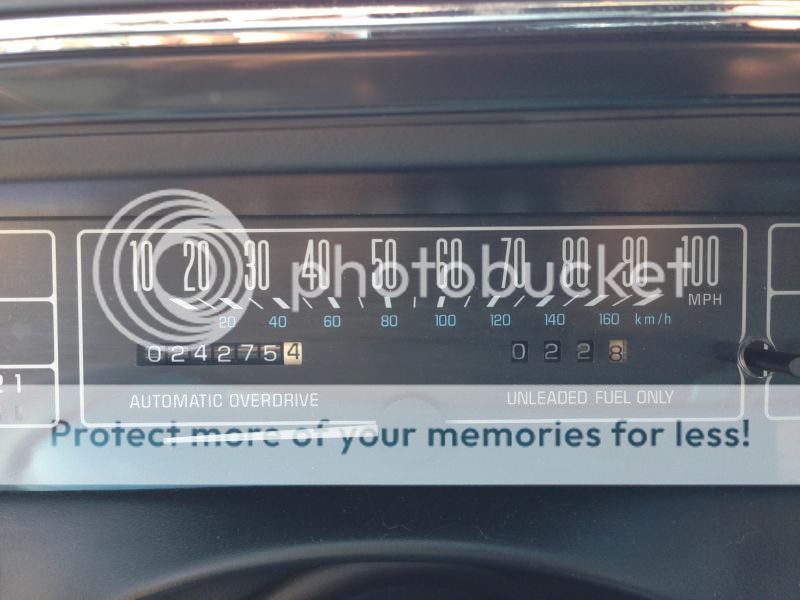 10 20 30 40 50 60 70 80 90 100
MPH
20 40 60 80 100 120 140 160 km/h
0242754 0228
AUTOMATIC OVERDRIVE UNLEADED FUEL ONLY
21
photobucket
Protect more of your memories for less!